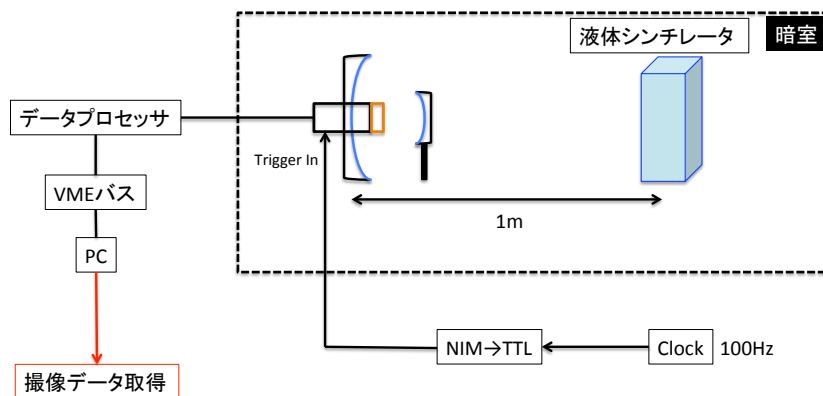 液体シンチレータ
暗室
データプロセッサ
Trigger In
VMEバス
1m
PC
NIM→TTL
Clock
100Hz
撮像データ取得